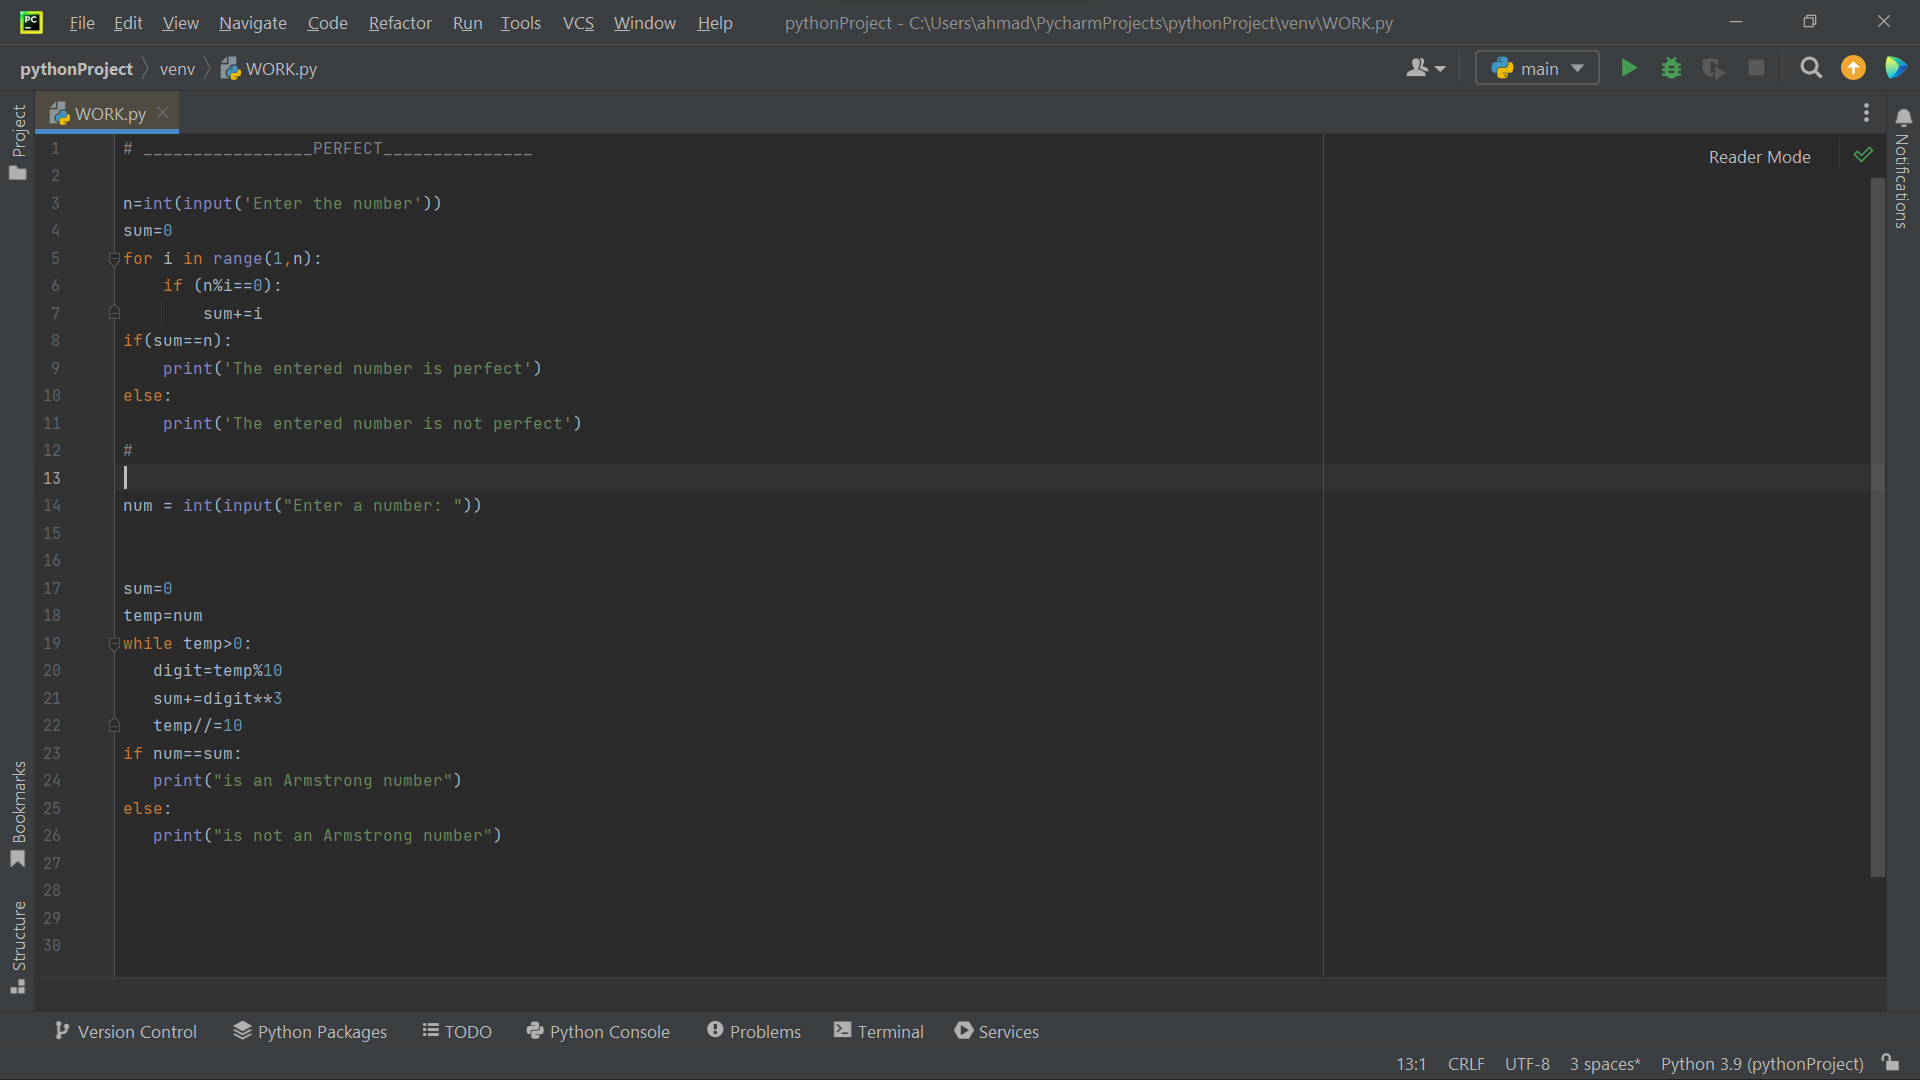 PC
File Edit View Navigate Code Refactor Run Tools VCS Window Help pythonProject - C:\Users\ahmad\PycharmProjects\pythonProject\venv\WORK.py
pythonProject venv WORK.py main
WORK.py
Project
Bookmarks
Structure
Notifications
Reader Mode
1 # _________________PERFECT_______________
2
3 n=int(input('Enter the number'))
4 sum=0
5 for i in range(1,n):
6     if (n%i==0):
7         sum+=i
8 if(sum==n):
9     print('The entered number is perfect')
10 else:
11     print('The entered number is not perfect')
12 #
13
14 num = int(input("Enter a number: "))
15
16
17 sum=0
18 temp=num
19 while temp>0:
20    digit=temp%10
21    sum+=digit**3
22    temp//=10
23 if num==sum:
24    print("is an Armstrong number")
25 else:
26    print("is not an Armstrong number")
27
28
29
30
Version Control Python Packages TODO Python Console Problems Terminal Services
13:1 CRLF UTF-8 3 spaces* Python 3.9 (pythonProject)